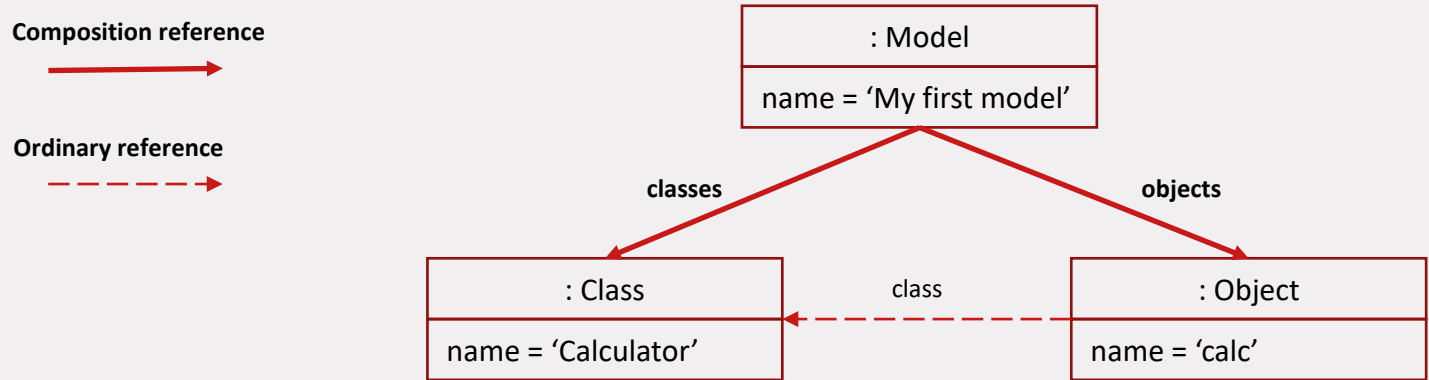 Composition reference
Ordinary reference
: Model
name = ‘My first model’
classes
objects
: Class
name = ‘Calculator’
class
: Object
name = ‘calc’